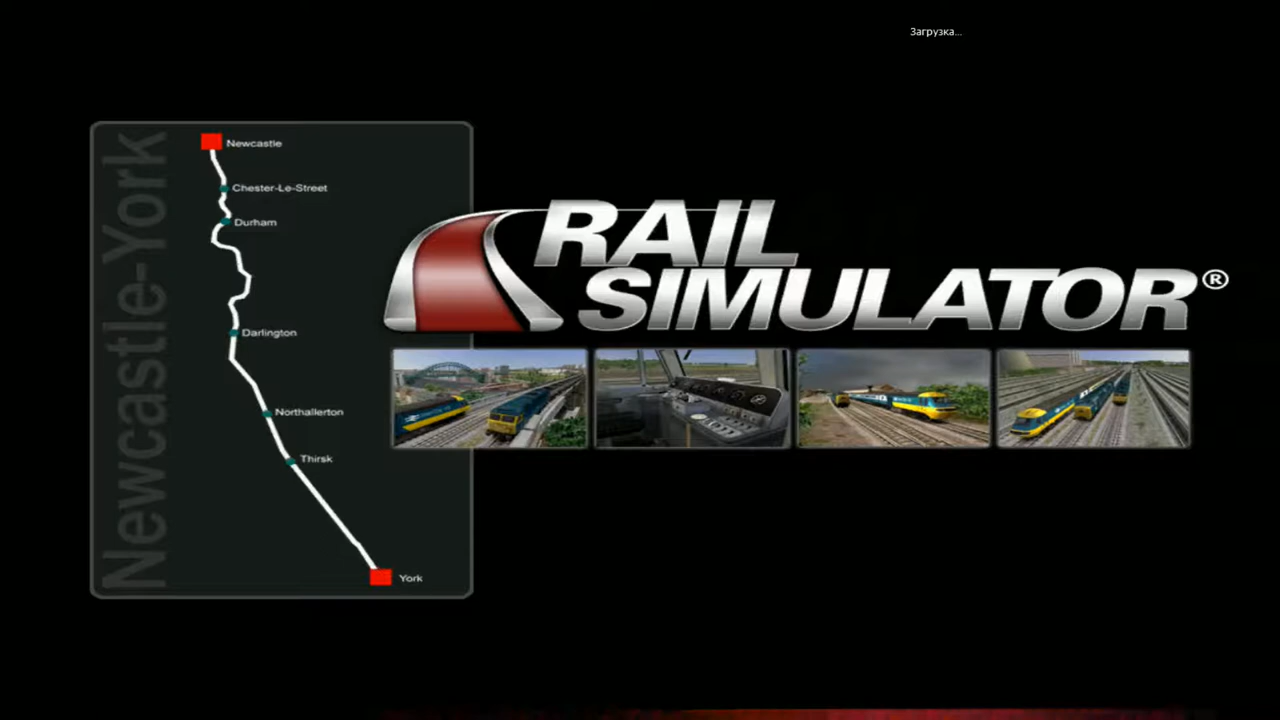 Загрузка...
Newcastle-York
Newcastle
Chester-Le-Street
Durham
Darlington
Northallerton
Thirsk
York
RAIL
SIMULATOR®